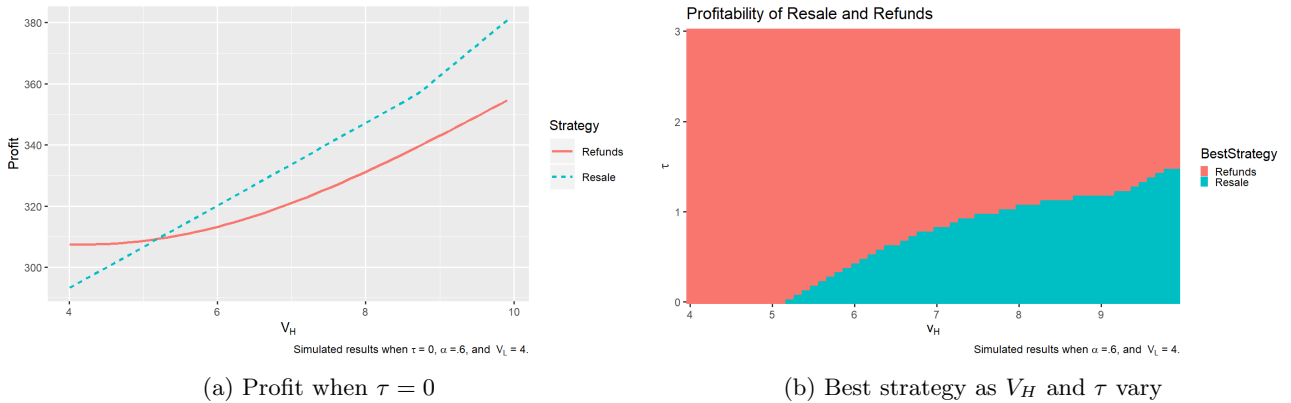 380
360
340
320
300
Profit
4
6
8
10
V_H
Strategy
Refunds
Resale
Simulated results when τ = 0, α =.6, and V_L = 4.
(a) Profit when τ = 0
Profitability of Resale and Refunds
3
2
1
0
τ
4
5
6
7
8
9
v_H
BestStrategy
Refunds
Resale
Simulated results when α =.6, and V_L = 4.
(b) Best strategy as V_H and τ vary